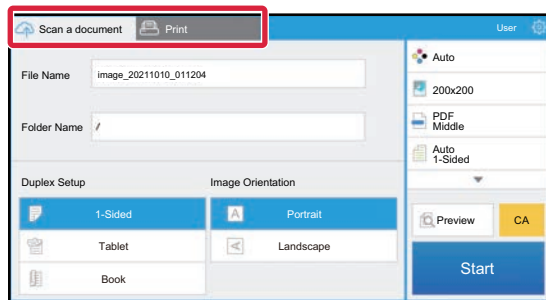 Scan a document
Print
User
File Name
image_20211010_011204
Folder Name
/
Duplex Setup
Image Orientation
1-Sided
A
Portrait
Tablet
A
Landscape
Book
Auto
200x200
PDF
Middle
Auto
1-Sided
Preview
CA
Start